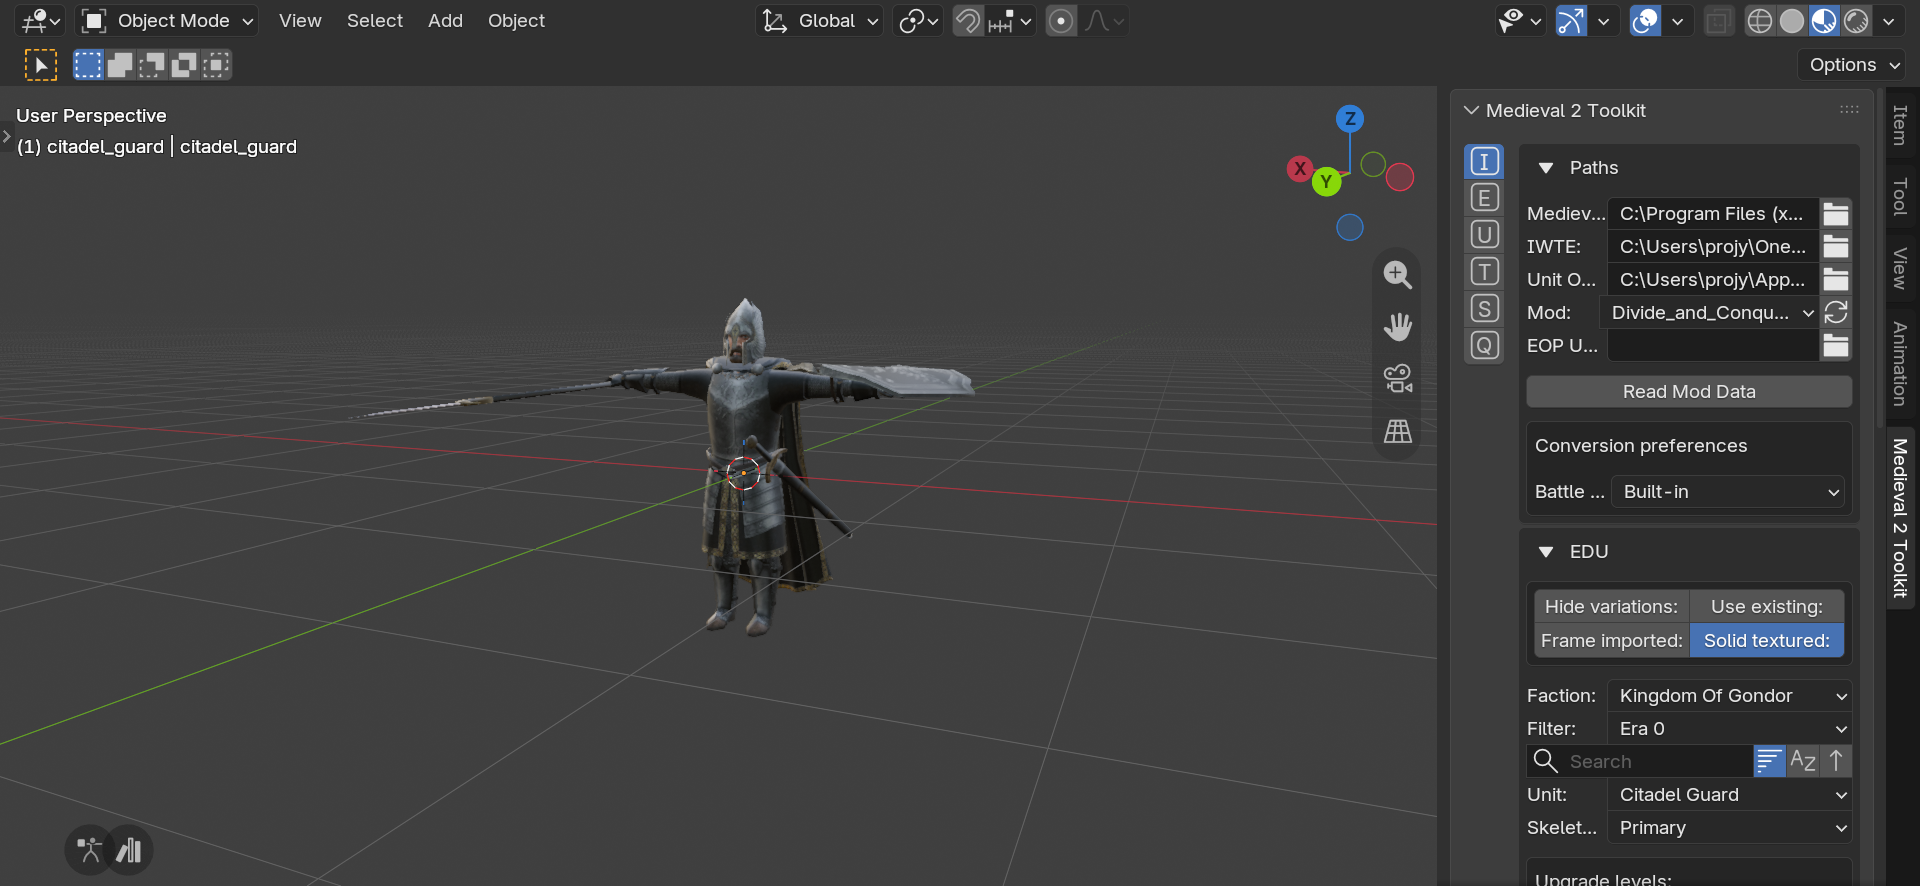 Object Mode View Select Add Object Global
Options
User Perspective
(1) citadel_guard | citadel_guard
Z
X
Y
Medieval 2 Toolkit
I
E
U
T
S
Q
Paths
Mediev... C:\Program Files (x...
IWTE: C:\Users\projy\One...
Unit O... C:\Users\projy\App...
Mod: Divide_and_Conqu...
EOP U...
Read Mod Data
Conversion preferences
Battle ... Built-in
EDU
Hide variations: Use existing:
Frame imported: Solid textured:
Faction: Kingdom Of Gondor
Filter: Era 0
Search AZ
Unit: Citadel Guard
Skelet... Primary
Upgrade levels:
Item
Tool
View
Animation
Medieval 2 Toolkit